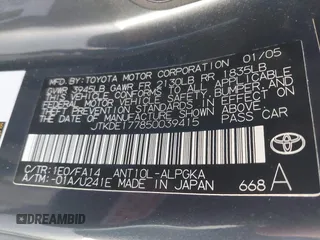 MFD. BY: TOYOTA MOTOR CORPORATION 01/05
GVWR 3945LB GAWR FR 2130LB RR 1835LB
THIS VEHICLE CONFORMS TO ALL APPLICABLE
FEDERAL MOTOR VEHICLE SAFETY, BUMPER, AND
THEFT PREVENTION STANDARDS IN EFFECT ON
THE DATE OF MANUFACTURE SHOWN ABOVE.
JTKDE177850039415 PASS. CAR
C/TR: 1E0/FA14 ANT10L-ALPGKA
A/TM: -01A/U241E MADE IN JAPAN 668 A
TOYOTA